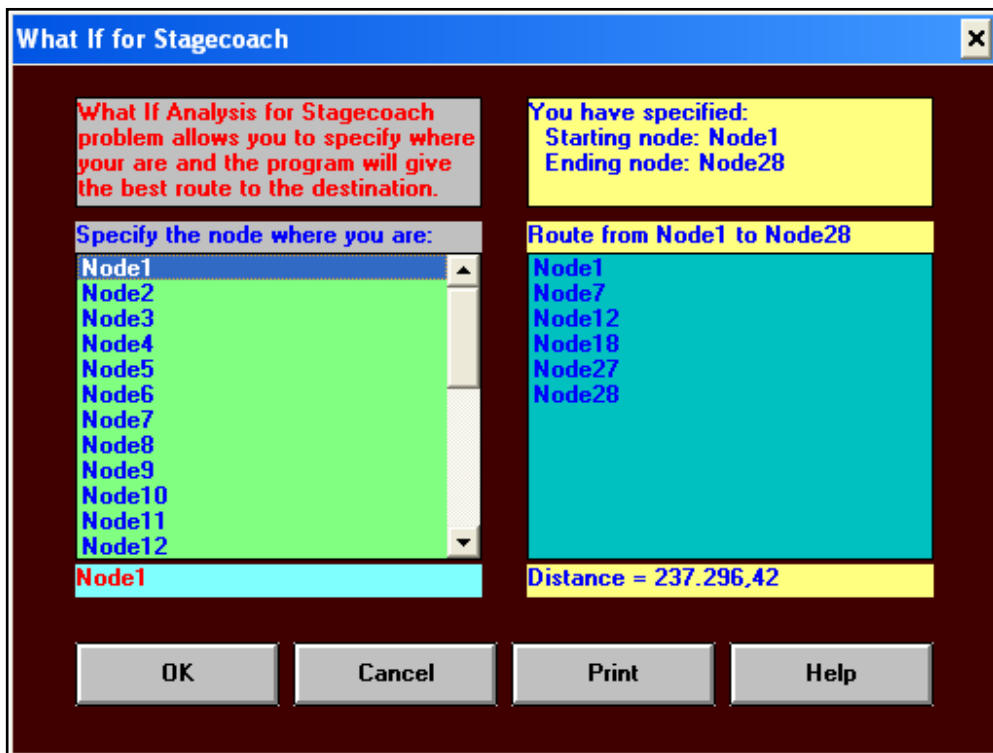 What If for Stagecoach
What If Analysis for Stagecoach
problem allows you to specify where
your are and the program will give
the best route to the destination.
You have specified:
Starting node: Node1
Ending node: Node28
Specify the node where you are:
Node1
Node2
Node3
Node4
Node5
Node6
Node7
Node8
Node9
Node10
Node11
Node12
Node1
Route from Node1 to Node28
Node1
Node7
Node12
Node18
Node27
Node28
Distance = 237.296,42
OK
Cancel
Print
Help